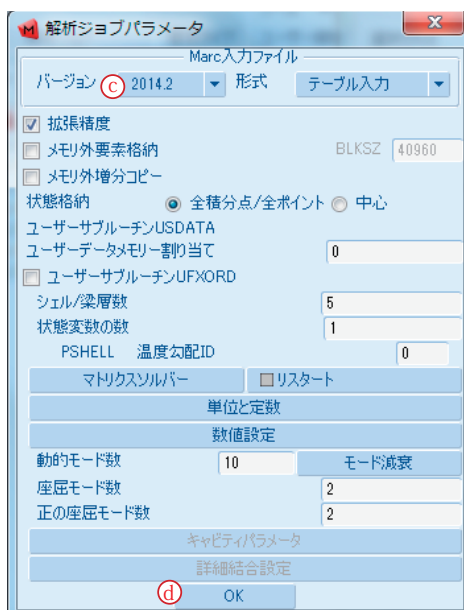 解析ジョブパラメータ
Marc入力ファイル
バージョン ⓒ 2014.2 形式 テーブル入力
拡張精度
メモリ外要素格納 BLKSZ 40960
メモリ外増分コピー
状態格納 全積分点/全ポイント 中心
ユーザーサブルーチンUSDATA
ユーザーデータメモリー割り当て 0
ユーザーサブルーチンUFXORD
シェル/梁層数 5
状態変数の数 1
PSHELL 温度勾配ID 0
マトリクスソルバー リスタート
単位と定数
数値設定
動的モード数 10 モード減衰
座屈モード数 2
正の座屈モード数 2
キャビティパラメータ
詳細結合設定
ⓓ OK